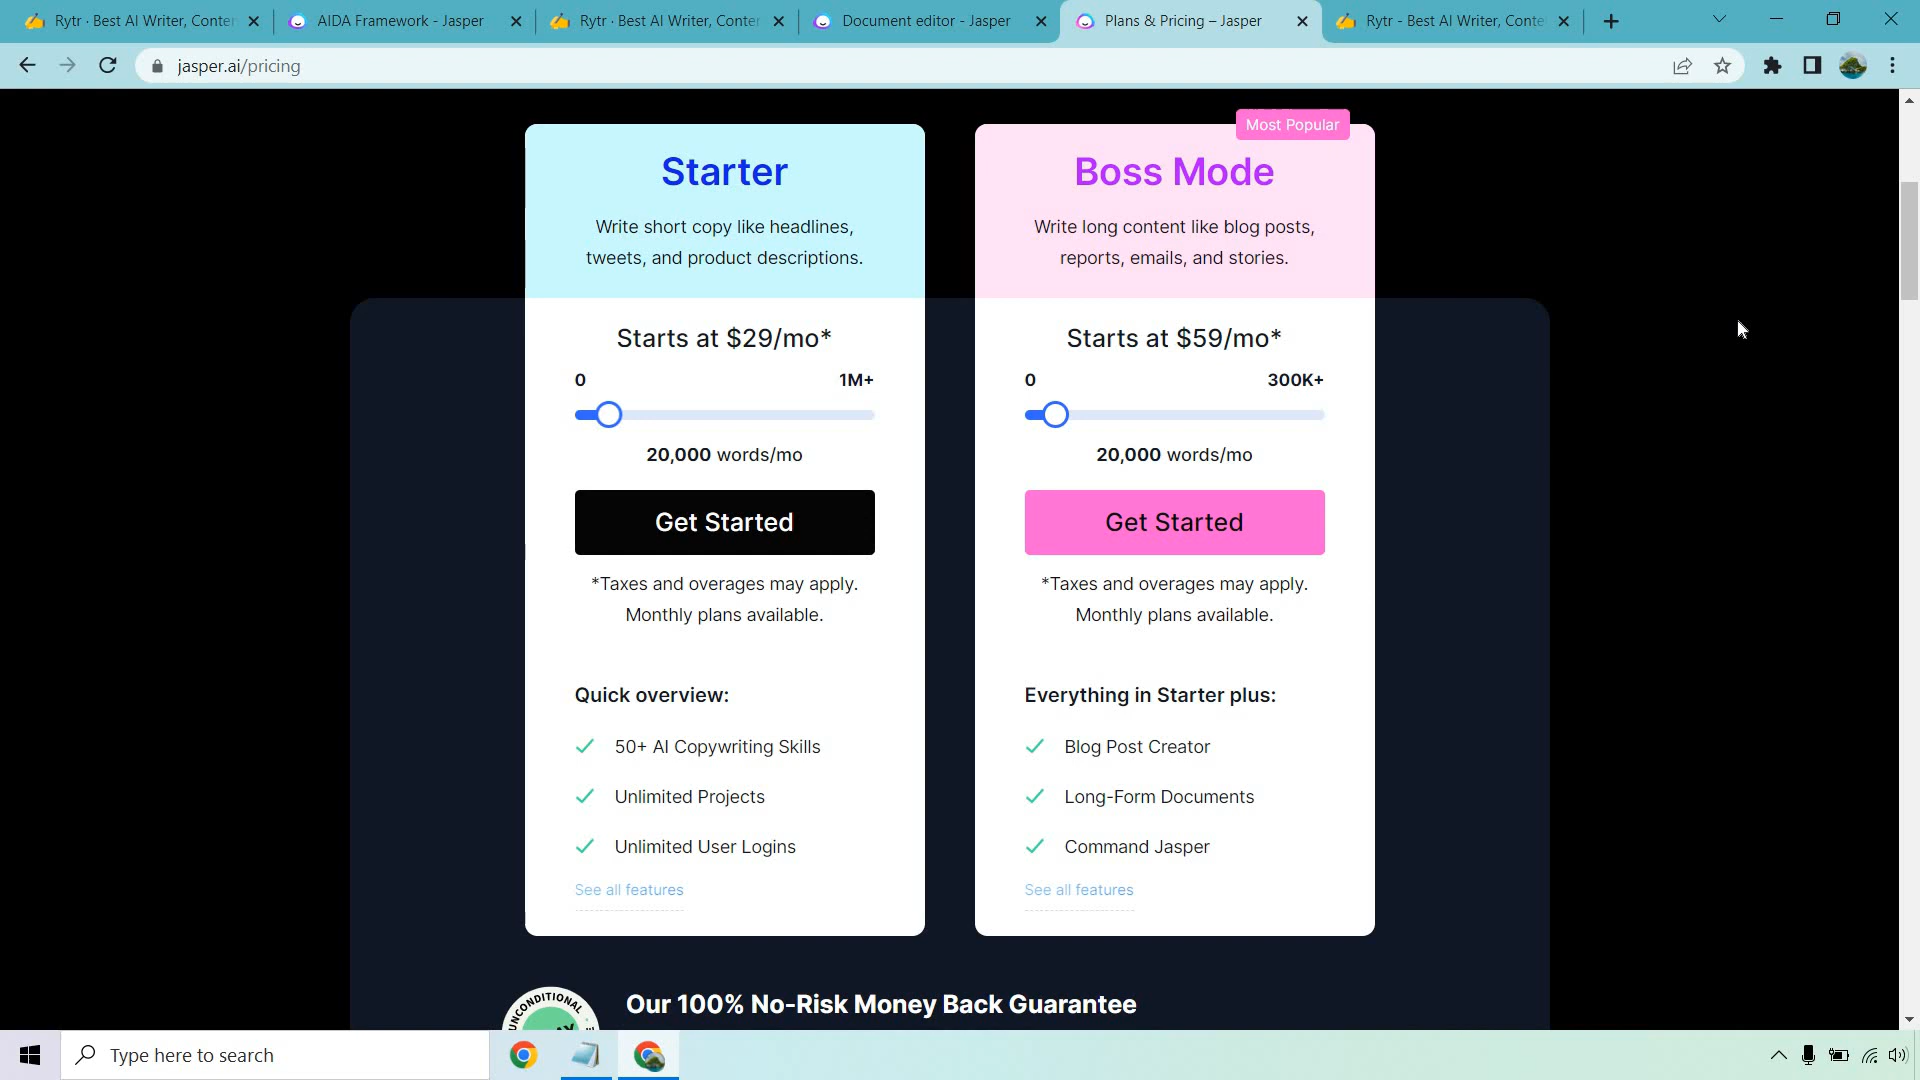 Rytr · Best AI Writer, Conten
AIDA Framework - Jasper
Rytr · Best AI Writer, Conten
Document editor - Jasper
Plans & Pricing – Jasper
Rytr - Best AI Writer, Conte
jasper.ai/pricing
Starter
Write short copy like headlines,
tweets, and product descriptions.
Starts at $29/mo*
0 1M+
20,000 words/mo
Get Started
*Taxes and overages may apply.
Monthly plans available.
Quick overview:
50+ AI Copywriting Skills
Unlimited Projects
Unlimited User Logins
See all features
Most Popular
Boss Mode
Write long content like blog posts,
reports, emails, and stories.
Starts at $59/mo*
0 300K+
20,000 words/mo
Get Started
*Taxes and overages may apply.
Monthly plans available.
Everything in Starter plus:
Blog Post Creator
Long-Form Documents
Command Jasper
See all features
UNCONDITIONAL
Our 100% No-Risk Money Back Guarantee
Type here to search